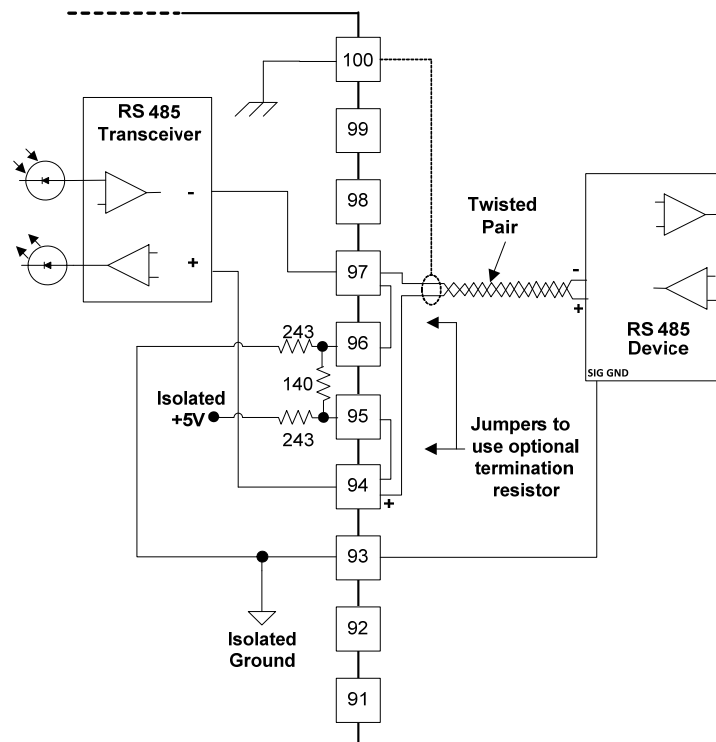 100
RS 485
Transceiver
99
98
Twisted
Pair
-
97
-
+
+
RS 485
Device
243
96
SIG GND
140
Isolated
+5V
95
243
Jumpers to
use optional
termination
resistor
94
+
93
92
Isolated
Ground
91